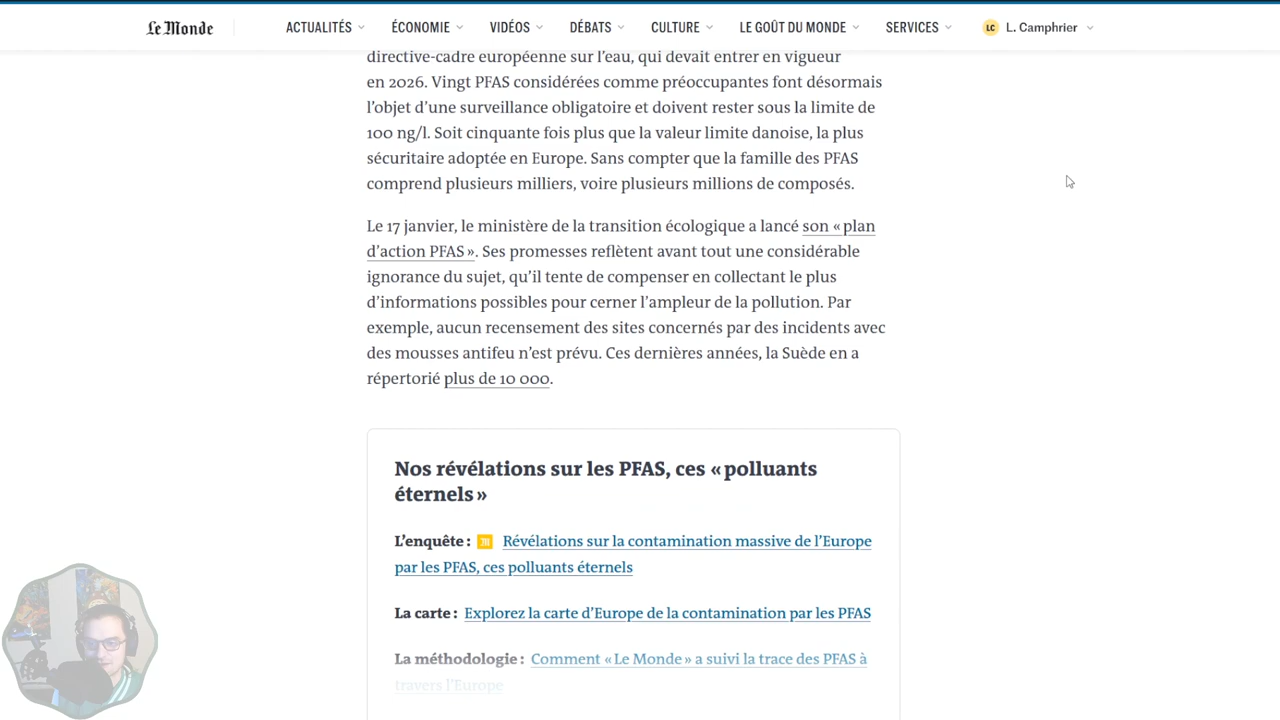 Le Monde
ACTUALITÉS ÉCONOMIE VIDÉOS DÉBATS CULTURE LE GOÛT DU MONDE SERVICES LC L. Camphrier
directive-cadre européenne sur l’eau, qui devait entrer en vigueur
en 2026. Vingt PFAS considérées comme préoccupantes font désormais
l’objet d’une surveillance obligatoire et doivent rester sous la limite de
100 ng/l. Soit cinquante fois plus que la valeur limite danoise, la plus
sécuritaire adoptée en Europe. Sans compter que la famille des PFAS
comprend plusieurs milliers, voire plusieurs millions de composés.
Le 17 janvier, le ministère de la transition écologique a lancé son « plan
d’action PFAS ». Ses promesses reflètent avant tout une considérable
ignorance du sujet, qu’il tente de compenser en collectant le plus
d’informations possibles pour cerner l’ampleur de la pollution. Par
exemple, aucun recensement des sites concernés par des incidents avec
des mousses antifeu n’est prévu. Ces dernières années, la Suède en a
répertorié plus de 10 000.
Nos révélations sur les PFAS, ces « polluants
éternels »
L’enquête : Révélations sur la contamination massive de l’Europe
par les PFAS, ces polluants éternels
La carte : Explorez la carte d’Europe de la contamination par les PFAS
La méthodologie : Comment « Le Monde » a suivi la trace des PFAS à
travers l’Europe